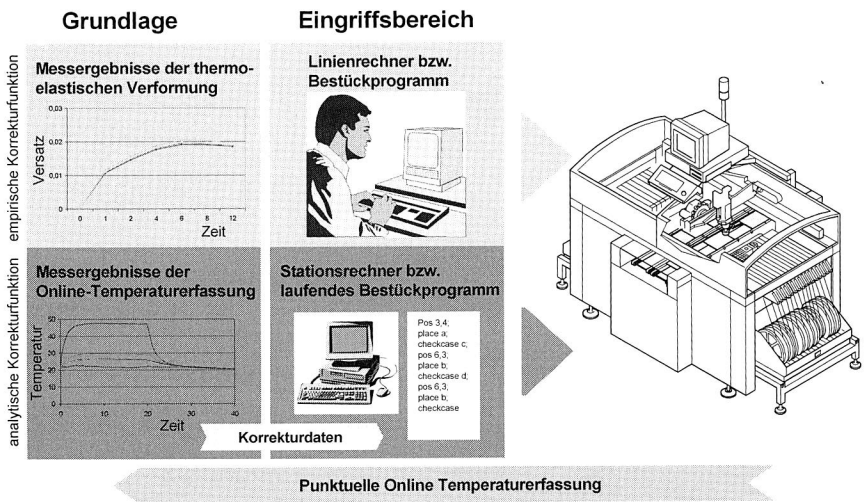 Grundlage
Eingriffsbereich
empirische Korrekturfunktion
Messergebnisse der thermo-
elastischen Verformung
0,03
0,02
0,01
0
Versatz
0 1 2 4 6 8 12
Zeit
Linienrechner bzw.
Bestückprogramm
analytische Korrekturfunktion
Messergebnisse der
Online-Temperaturerfassung
50
40
30
20
10
0
Temperatur
0 10 20 30 40
Zeit
Stationsrechner bzw.
laufendes Bestückprogramm
Pos 3,4;
place a;
checkcase c;
pos 6,3,
place b;
checkcase d;
pos 6,3,
place b;
checkcase
Korrekturdaten
Punktuelle Online Temperaturerfassung